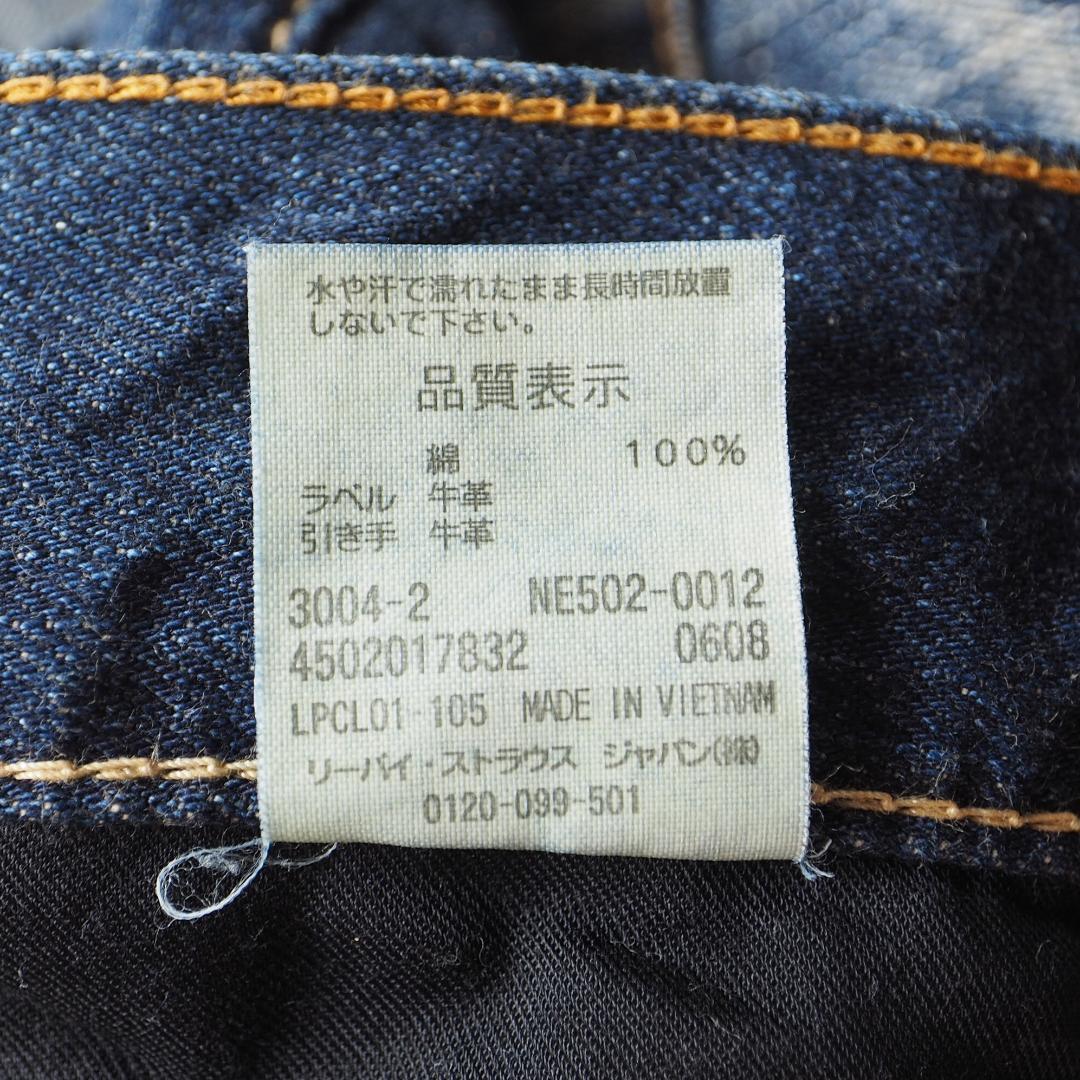 水や汗で濡れたまま長時間放置
しないで下さい。
品質表示
綿 100%
ラベル 牛革
引き手 牛革
3004-2 NE502-0012
4502017832 0608
LPCL01-105 MADE IN VIETNAM
リーバイ・ストラウス ジャパン(株)
0120-099-501